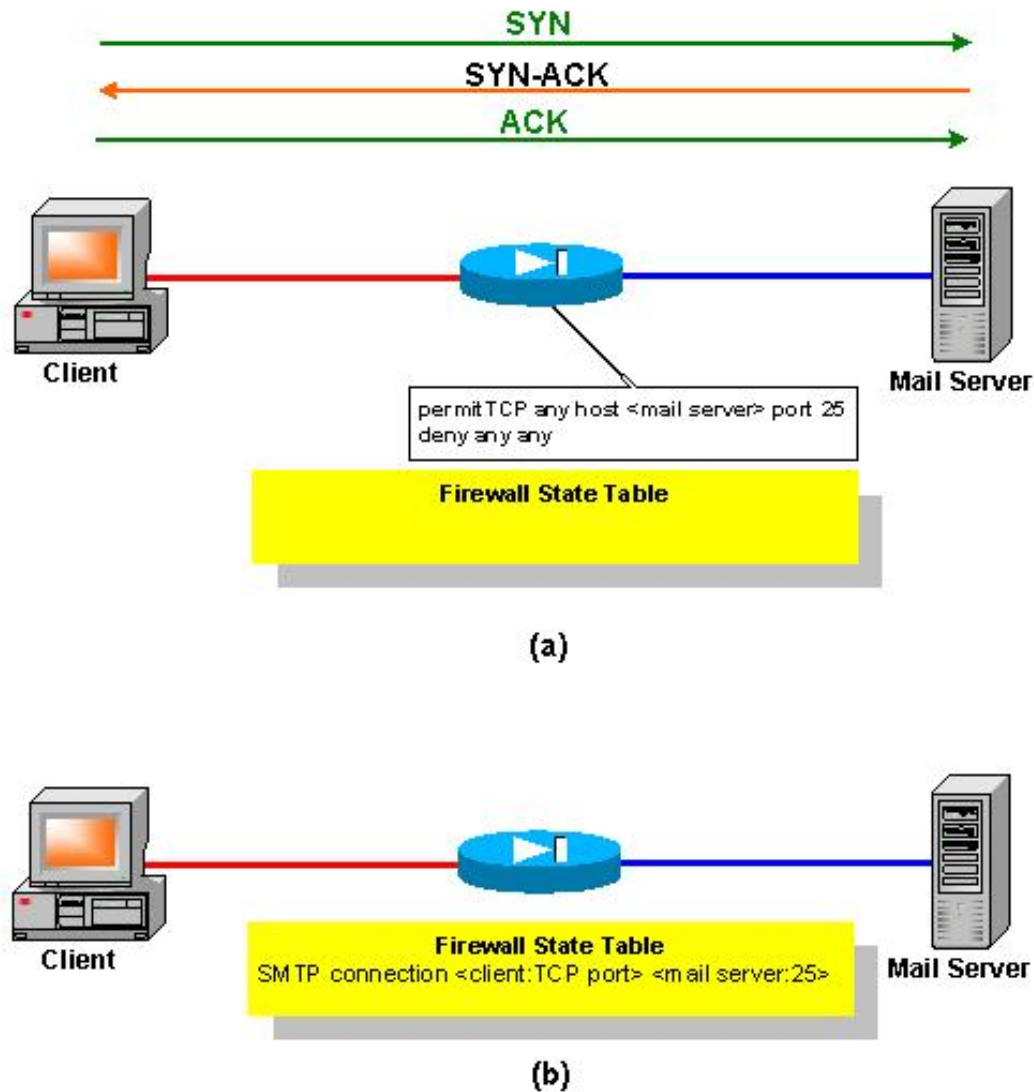 SYN
SYN-ACK
ACK
Client
Mail Server
permit TCP any host <mail server> port 25
deny any any
Firewall State Table
(a)
Client
Mail Server
Firewall State Table
SMTP connection <client:TCP port> <mail server:25>
(b)